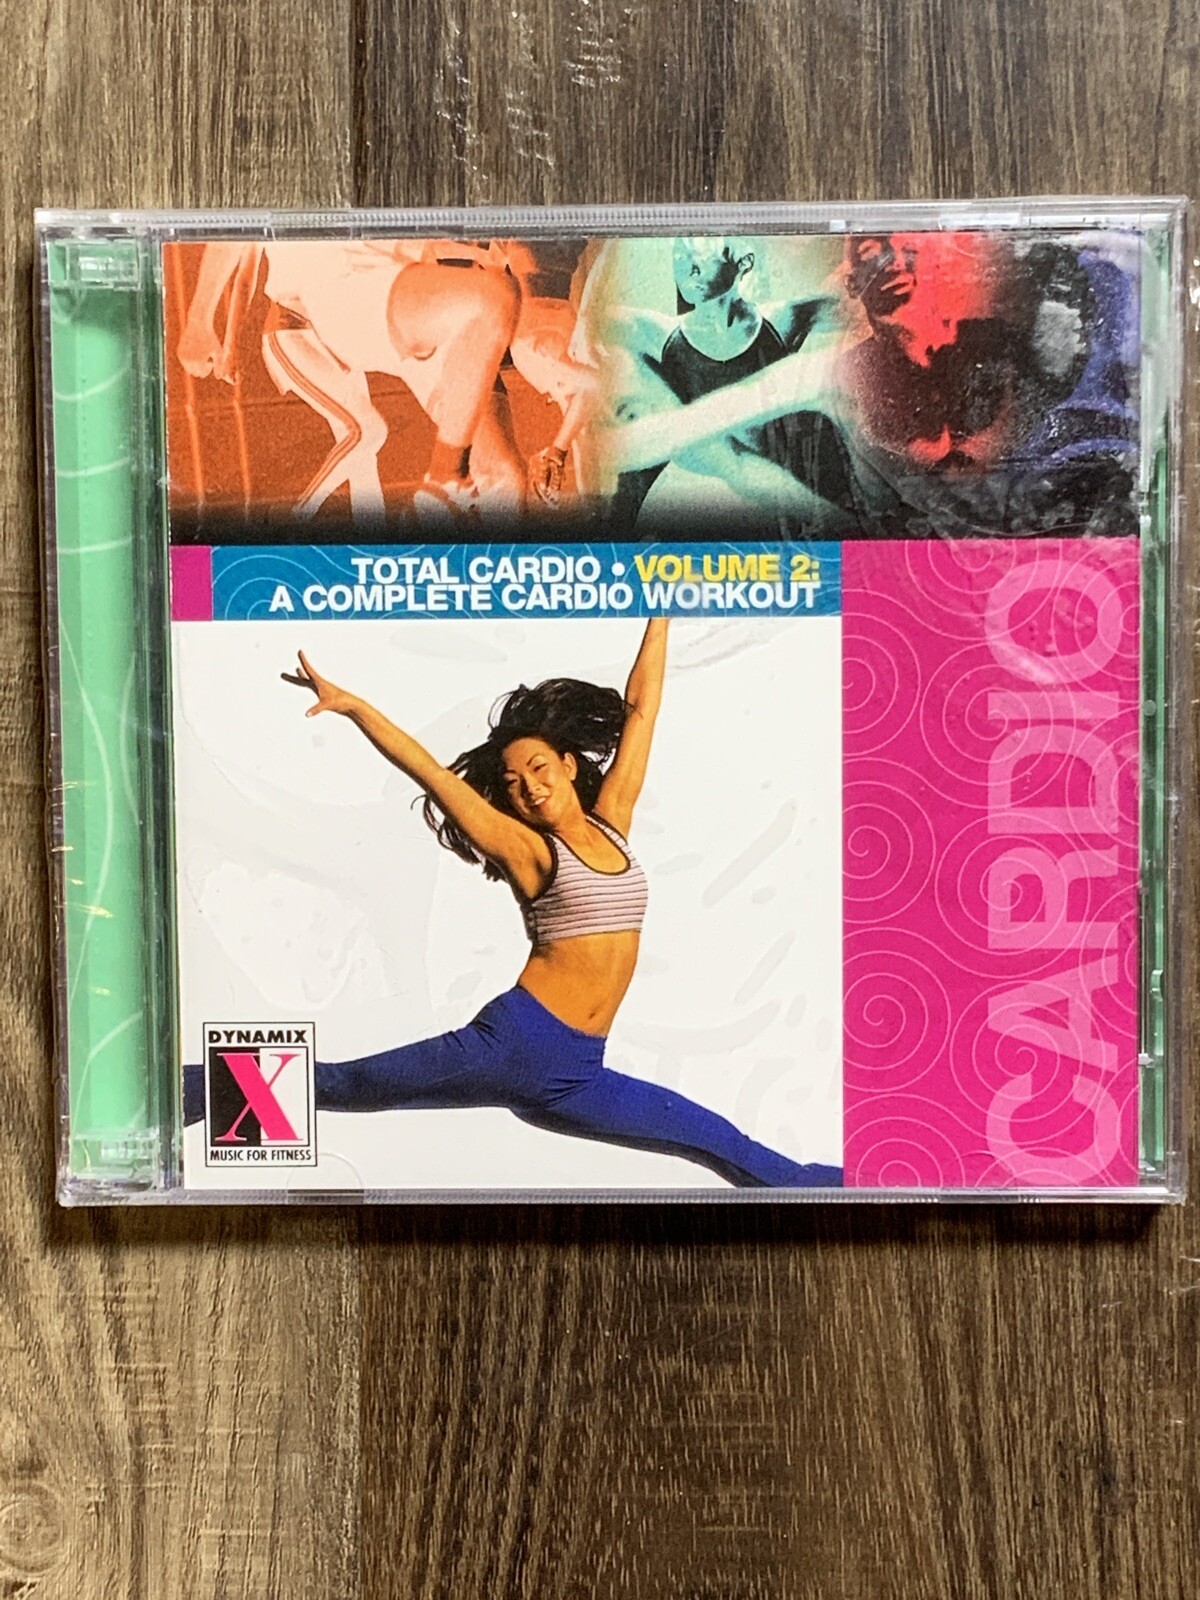 TOTAL CARDIO • VOLUME 2:
A COMPLETE CARDIO WORKOUT
CARDIO
DYNAMIX
X
MUSIC FOR FITNESS